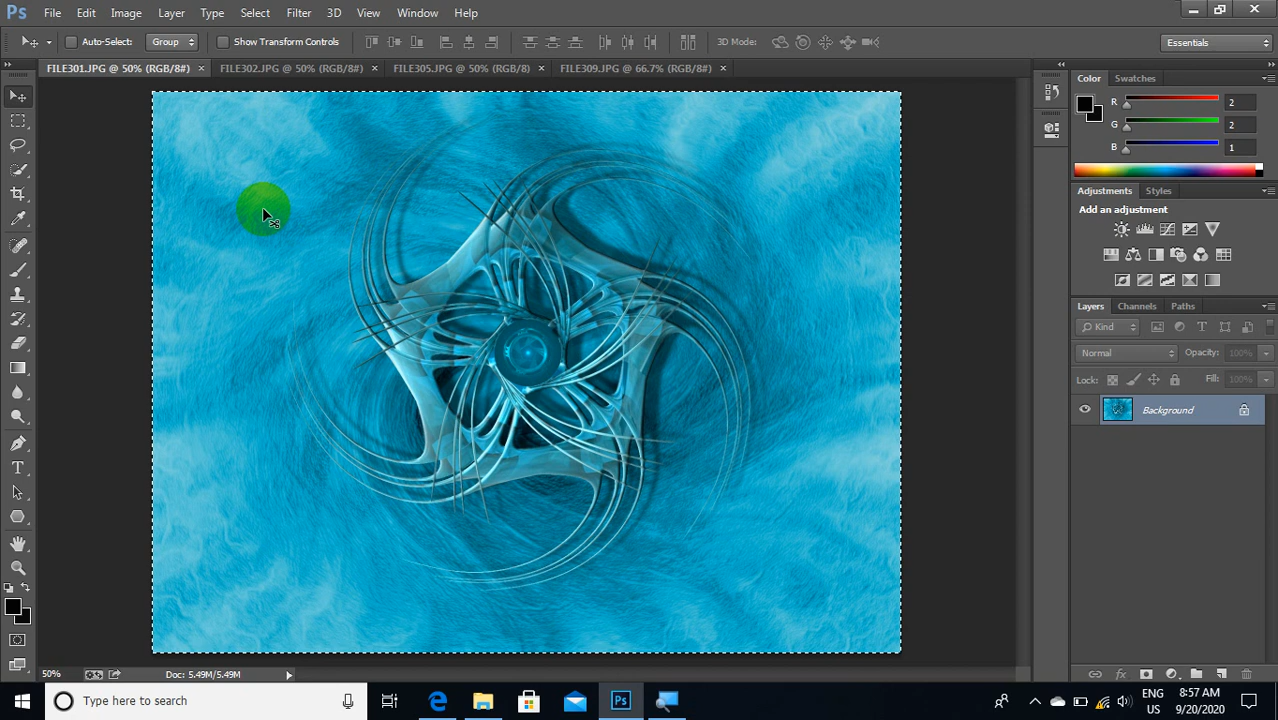 Ps File Edit Image Layer Type Select Filter 3D View Window Help
Auto-Select: Group Show Transform Controls 3D Mode: Essentials
FILE301.JPG @ 50% (RGB/8#) × FILE302.JPG @ 50% (RGB/8#) × FILE305.JPG @ 50% (RGB/8) × FILE309.JPG @ 66.7% (RGB/8#) ×
Color Swatches
R 2
G 2
B 1
Adjustments Styles
Add an adjustment
Layers Channels Paths
Kind
Normal Opacity: 100%
Lock: Fill: 100%
Background
50% Doc: 5.49M/5.49M
Type here to search
ENG
US
8:57 AM
9/20/2020